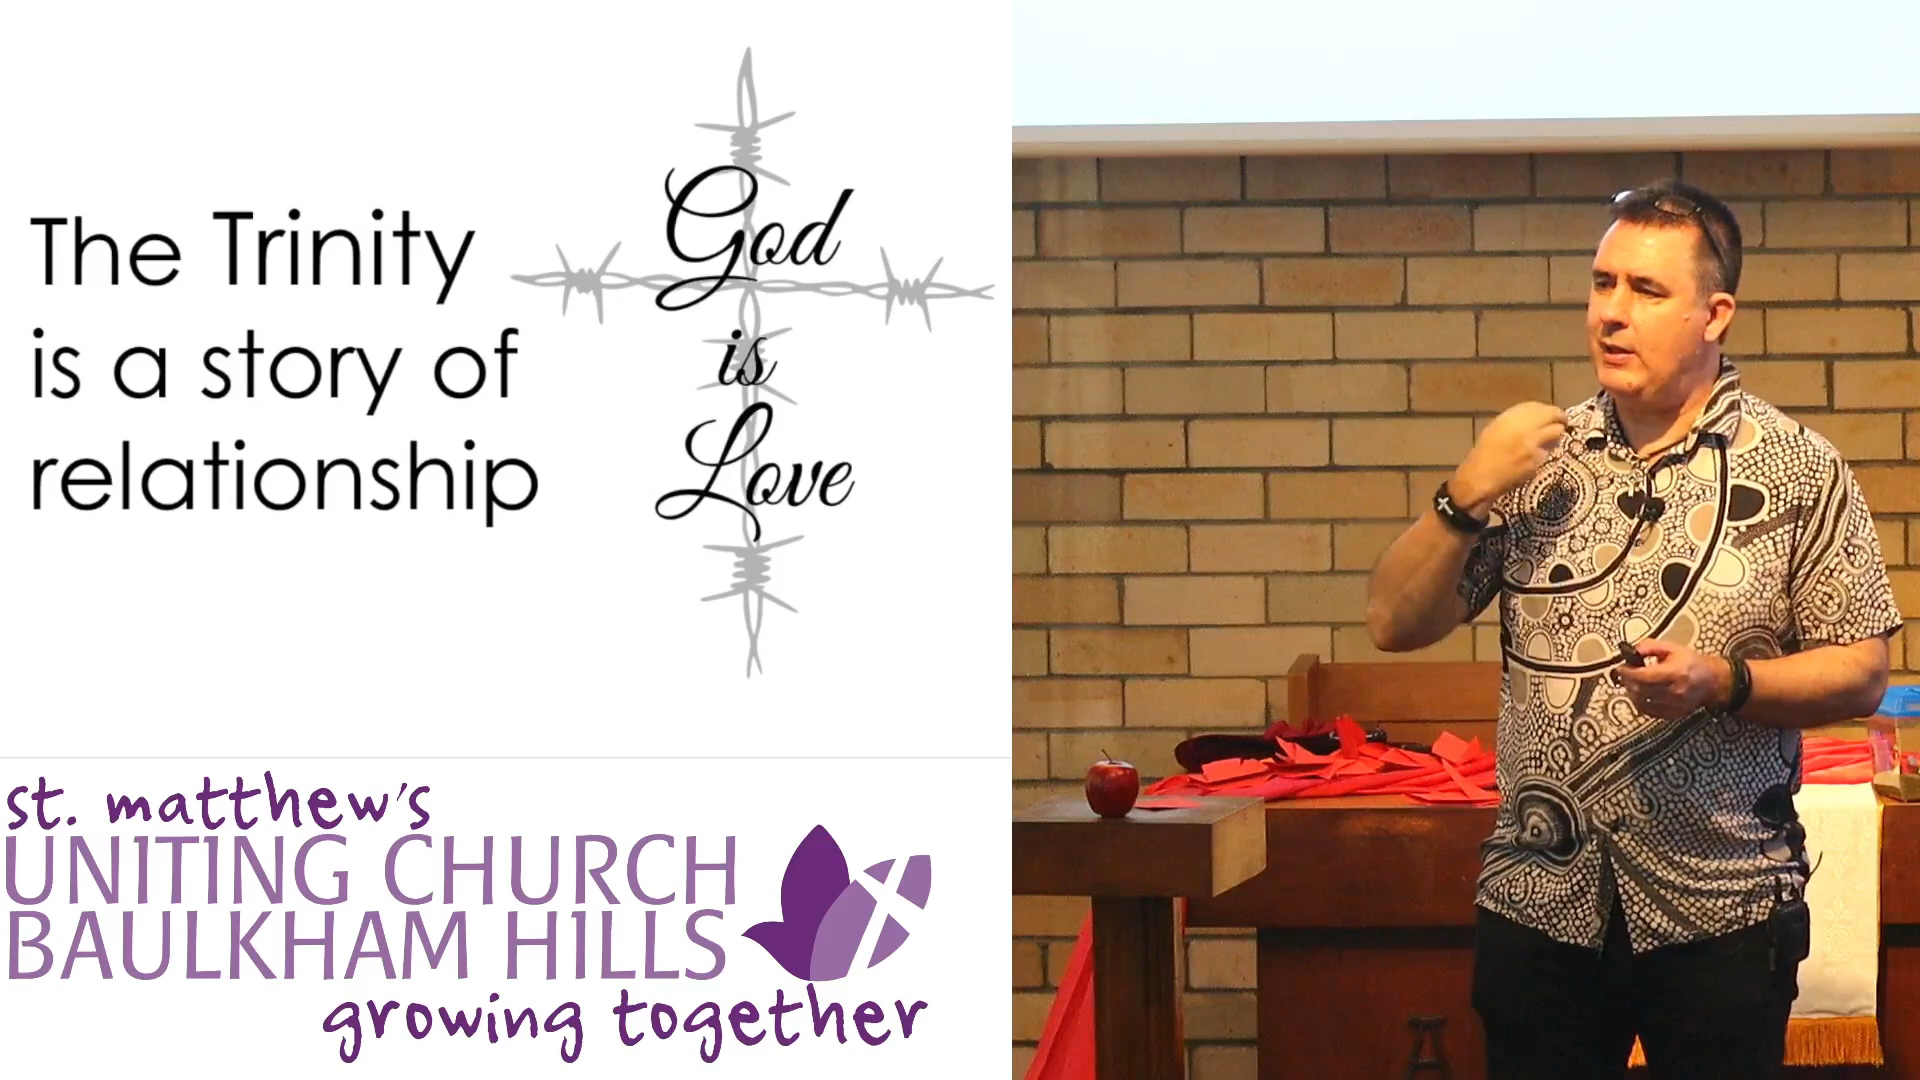 The Trinity
is a story of
relationship
God
is
Love
st. matthew's
UNITING CHURCH
BAULKHAM HILLS
growing together